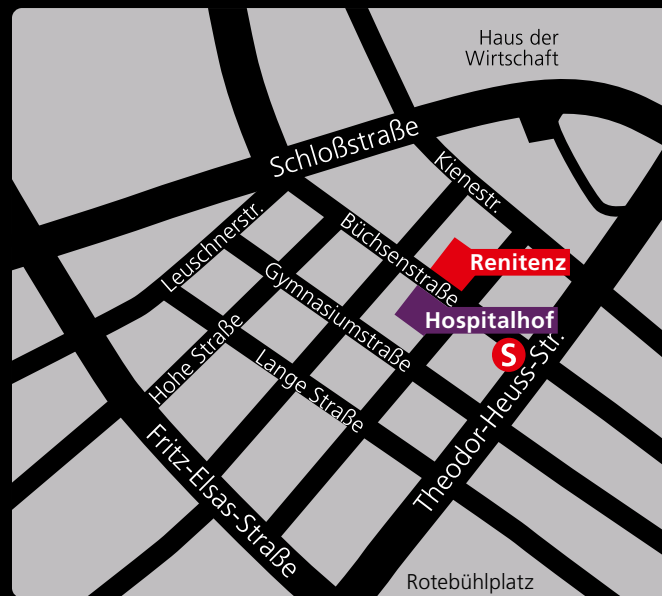 Haus der
Wirtschaft
Schloßstraße
Kienestr.
Leuschnerstr.
Büchsenstraße
Renitenz
Gymnasiumstraße
Hospitalhof
S
Hohe Straße
Lange Straße
Theodor-Heuss-Str.
Fritz-Elsas-Straße
Rotebühlplatz